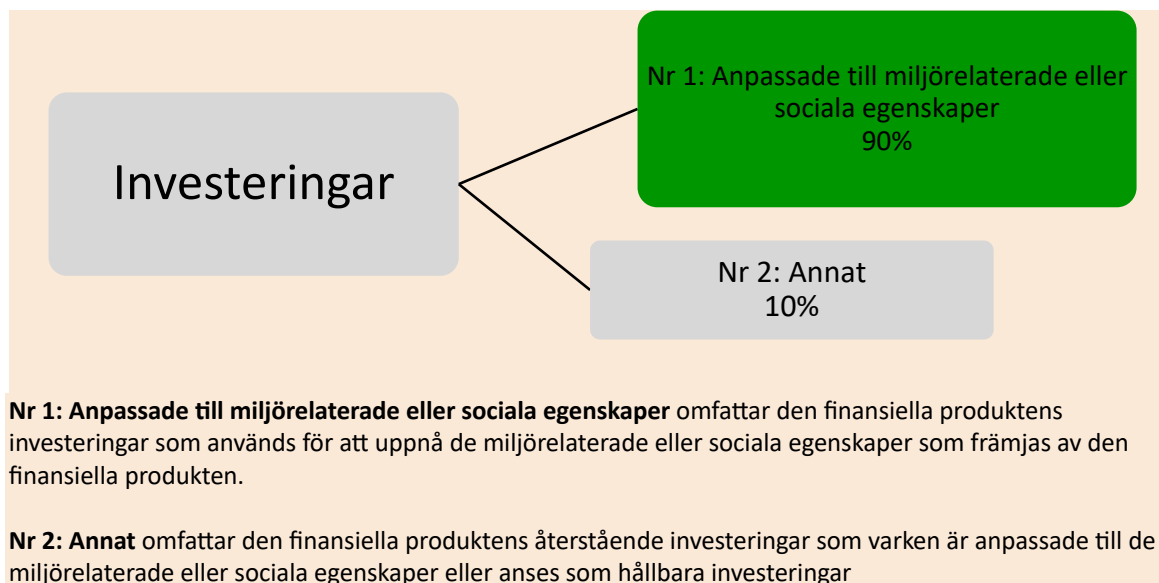 Investeringar
Nr 1: Anpassade till miljörelaterade eller
sociala egenskaper
90%
Nr 2: Annat
10%
Nr 1: Anpassade till miljörelaterade eller sociala egenskaper omfattar den finansiella produktens
investeringar som används för att uppnå de miljörelaterade eller sociala egenskaper som främjas av den
finansiella produkten.
Nr 2: Annat omfattar den finansiella produktens återstående investeringar som varken är anpassade till de
miljörelaterade eller sociala egenskaper eller anses som hållbara investeringar